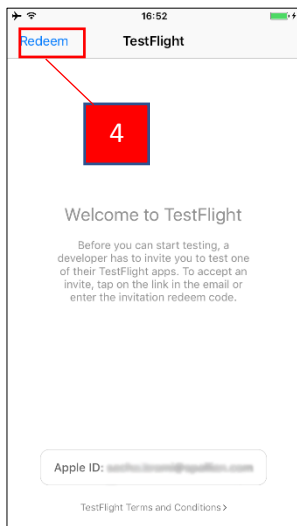 16:52
Redeem TestFlight
4
Welcome to TestFlight
Before you can start testing, a
developer has to invite you to test one
of their TestFlight apps. To accept an
invite, tap on the link in the email or
enter the invitation redeem code.
Apple ID:
TestFlight Terms and Conditions >